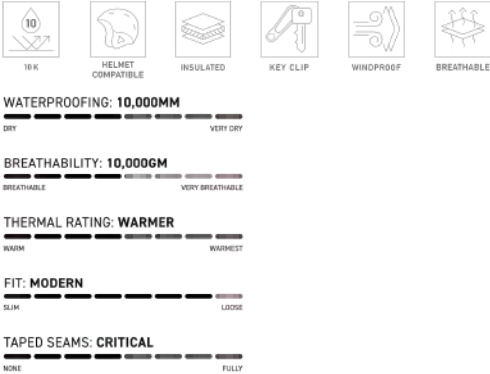 10
10K
HELMET
COMPATIBLE
INSULATED
KEY CLIP
WINDPROOF
BREATHABLE
WATERPROOFING: 10,000MM
DRY VERY DRY
BREATHABILITY: 10,000GM
BREATHABLE VERY BREATHABLE
THERMAL RATING: WARMER
WARM WARMEST
FIT: MODERN
SLIM LOOSE
TAPED SEAMS: CRITICAL
NONE FULLY